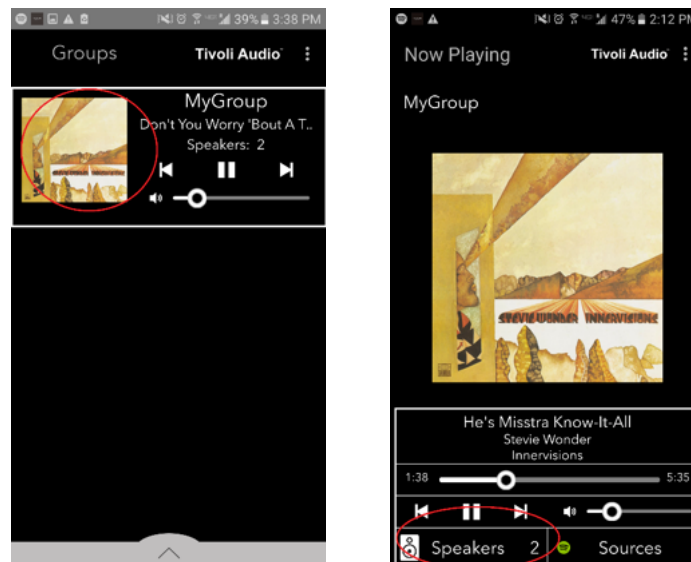 39% 3:38 PM
Groups
Tivoli Audio
MyGroup
Don't You Worry 'Bout A T..
Speakers: 2
47% 2:12 PM
Now Playing
Tivoli Audio
MyGroup
STEVIE WONDER INNERVISIONS
He's Misstra Know-It-All
Stevie Wonder
Innervisions
1:38
5:35
Speakers 2
Sources